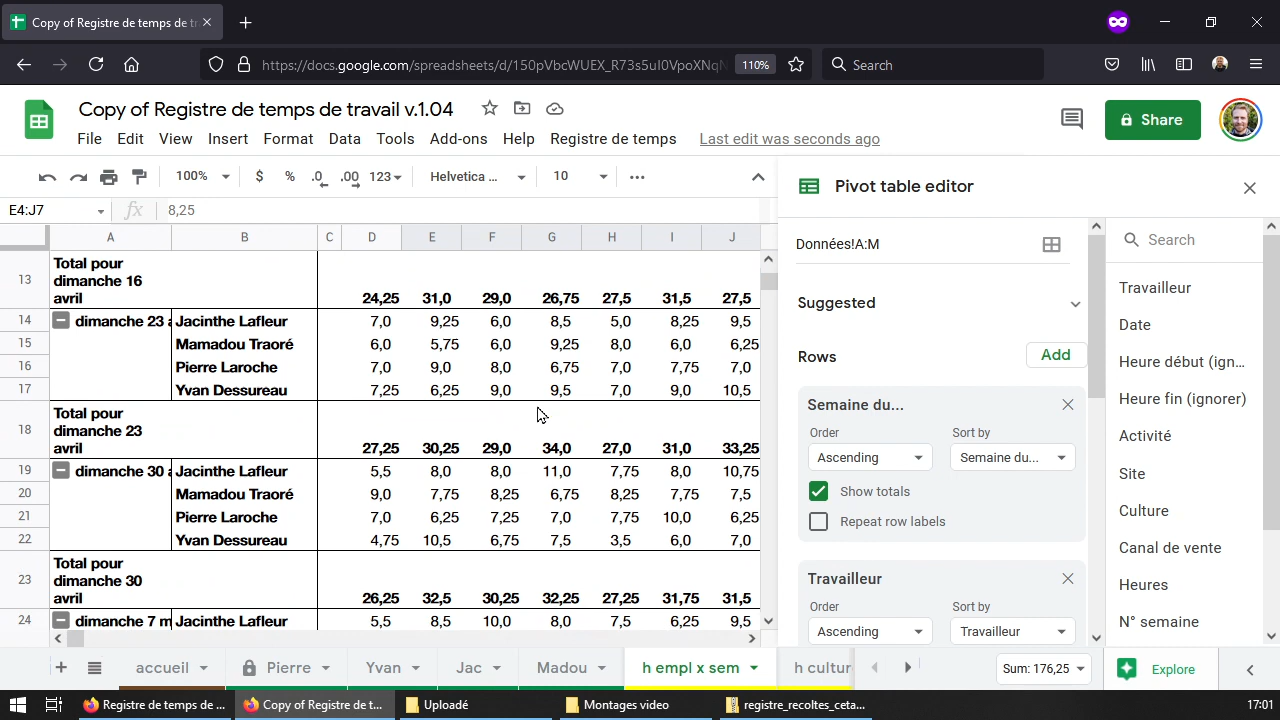 Copy of Registre de temps de tr
Search
https://docs.google.com/spreadsheets/d/150pVbcWUEX_R73s5uI0VpoXNqN
110%
Copy of Registre de temps de travail v.1.04
Share
File Edit View Insert Format Data Tools Add-ons Help Registre de temps Last edit was seconds ago
100% $ % .0 .00 123 Helvetica ... 10
Pivot table editor
E4:J7 fx 8,25
A B C D E F G H I J
Données!A:M
Search
13 Total pour dimanche 16 avril 24,25 31,0 29,0 26,75 27,5 31,5 27,5
14 dimanche 23 a Jacinthe Lafleur 7,0 9,25 6,0 8,5 5,0 8,25 9,5
15 Mamadou Traoré 6,0 5,75 6,0 9,25 8,0 6,0 6,25
16 Pierre Laroche 7,0 9,0 8,0 6,75 7,0 7,75 7,0
17 Yvan Dessureau 7,25 6,25 9,0 9,5 7,0 9,0 10,5
18 Total pour dimanche 23 avril 27,25 30,25 29,0 34,0 27,0 31,0 33,25
19 dimanche 30 a Jacinthe Lafleur 5,5 8,0 8,0 11,0 7,75 8,0 10,75
20 Mamadou Traoré 9,0 7,75 8,25 6,75 8,25 7,75 7,5
21 Pierre Laroche 7,0 6,25 7,25 7,0 7,75 10,0 6,25
22 Yvan Dessureau 4,75 10,5 6,75 7,5 3,5 6,0 7,0
23 Total pour dimanche 30 avril 26,25 32,5 30,25 32,25 27,25 31,75 31,5
24 dimanche 7 m Jacinthe Lafleur 5,5 8,5 10,0 8,0 7,5 6,25 9,5
Suggested
Rows
Add
Semaine du...
Order Sort by
Ascending Semaine du...
Show totals
Repeat row labels
Travailleur
Order Sort by
Ascending Travailleur
Travailleur
Date
Heure début (ign...
Heure fin (ignorer)
Activité
Site
Culture
Canal de vente
Heures
N° semaine
accueil Pierre Yvan Jac Madou h empl x sem h cultur
Sum: 176,25
Explore
Registre de temps de ... Copy of Registre de t... Uploadé Montages video registre_recoltes_ceta... 17:01